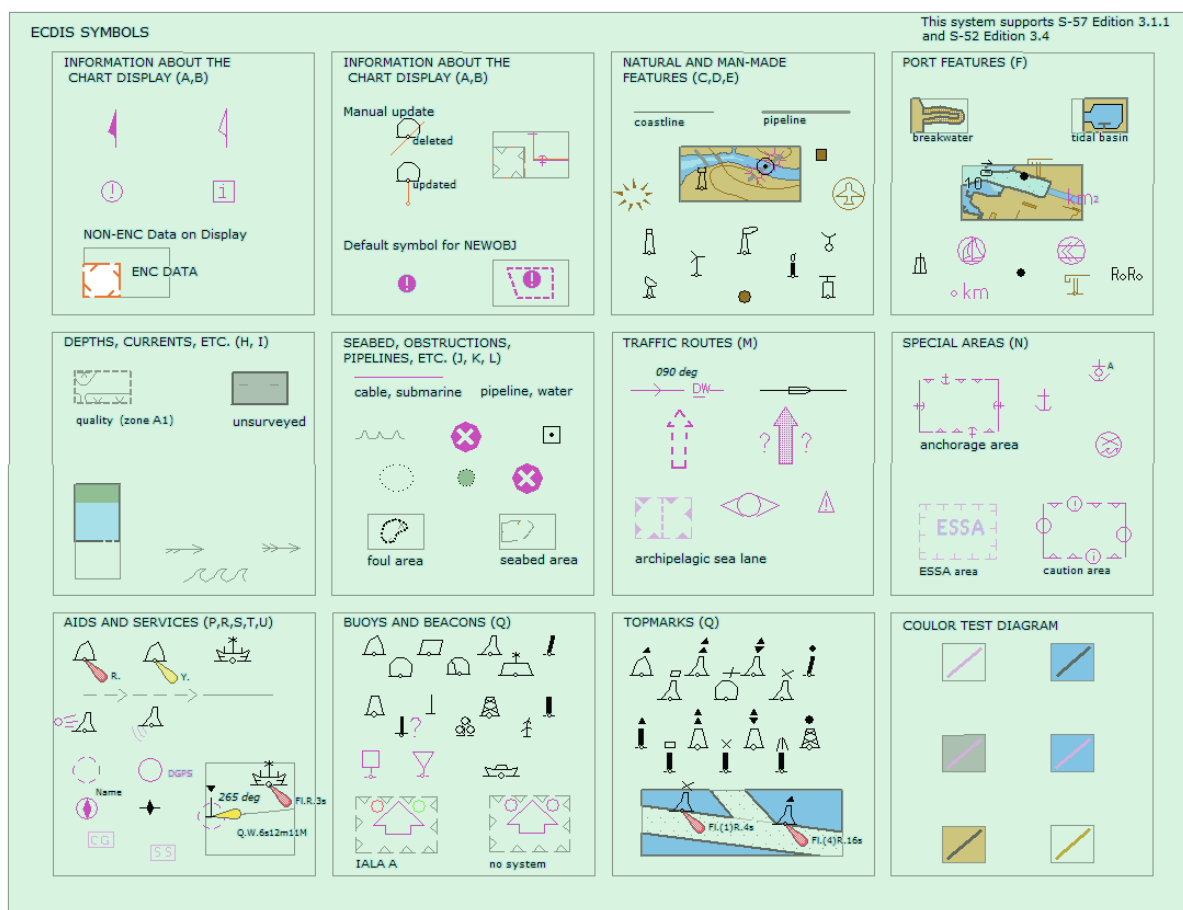 ECDIS SYMBOLS
This system supports S-57 Edition 3.1.1
and S-52 Edition 3.4
INFORMATION ABOUT THE
CHART DISPLAY (A,B)
i
NON-ENC Data on Display
ENC DATA
INFORMATION ABOUT THE
CHART DISPLAY (A,B)
Manual update
deleted
updated
Default symbol for NEWOBJ
NATURAL AND MAN-MADE
FEATURES (C,D,E)
coastline
pipeline
PORT FEATURES (F)
breakwater
tidal basin
10
km2
RoRo
km
DEPTHS, CURRENTS, ETC. (H, I)
quality (zone A1)
unsurveyed
SEABED, OBSTRUCTIONS,
PIPELINES, ETC. (J, K, L)
cable, submarine
pipeline, water
foul area
seabed area
TRAFFIC ROUTES (M)
090 deg
DW
? ?
archipelagic sea lane
SPECIAL AREAS (N)
A
anchorage area
ESSA
ESSA area
caution area
AIDS AND SERVICES (P,R,S,T,U)
R.
Y.
Name
DGPS
265 deg
Fl.R.3s
Q.W.6s12m11M
CG
SS
BUOYS AND BEACONS (Q)
?
IALA A
no system
TOPMARKS (Q)
Fl.(1)R.4s
Fl.(4)R.16s
COULOR TEST DIAGRAM